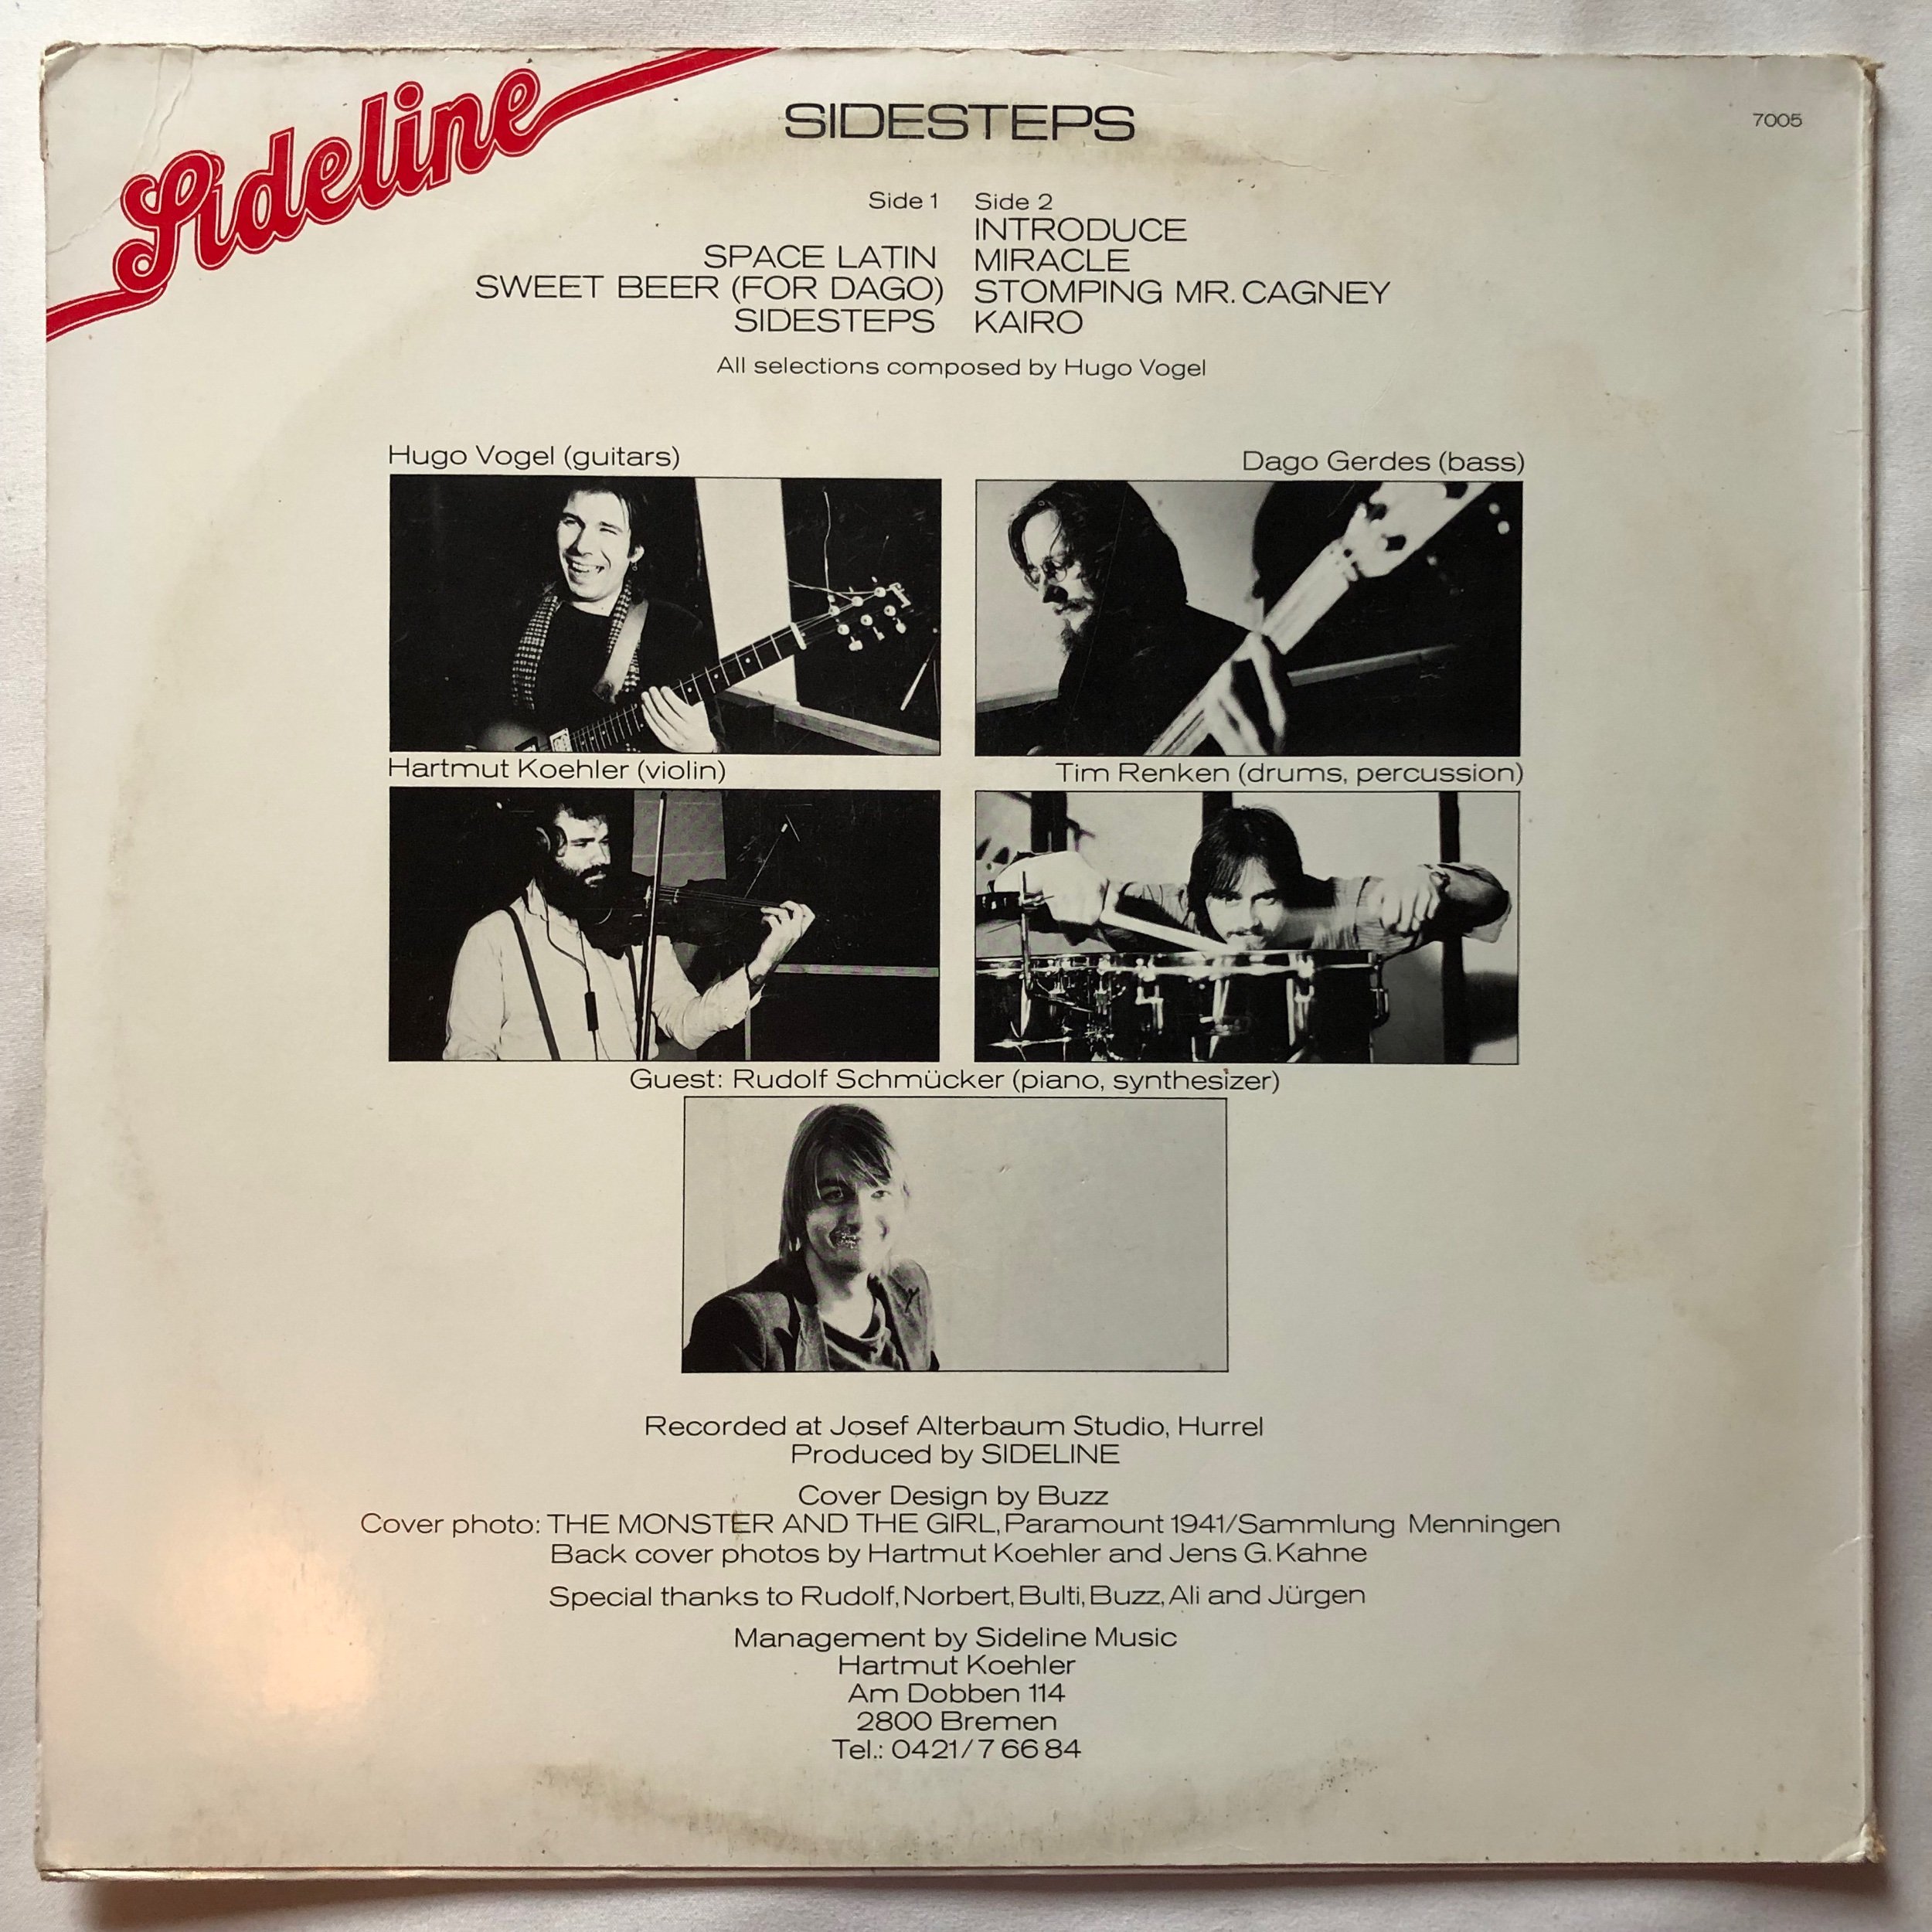 Sideline
SIDESTEPS
7005
Side 1
SPACE LATIN
SWEET BEER (FOR DAGO)
SIDESTEPS
Side 2
INTRODUCE
MIRACLE
STOMPING MR. CAGNEY
KAIRO
All selections composed by Hugo Vogel
Hugo Vogel (guitars)
Dago Gerdes (bass)
Hartmut Koehler (violin)
Tim Renken (drums, percussion)
Guest: Rudolf Schmücker (piano, synthesizer)
Recorded at Josef Alterbaum Studio, Hurrel
Produced by SIDELINE
Cover Design by Buzz
Cover photo: THE MONSTER AND THE GIRL, Paramount 1941/Sammlung Menningen
Back cover photos by Hartmut Koehler and Jens G. Kahne
Special thanks to Rudolf, Norbert, Bulti, Buzz, Ali and Jürgen
Management by Sideline Music
Hartmut Koehler
Am Dobben 114
2800 Bremen
Tel.: 0421/7 66 84